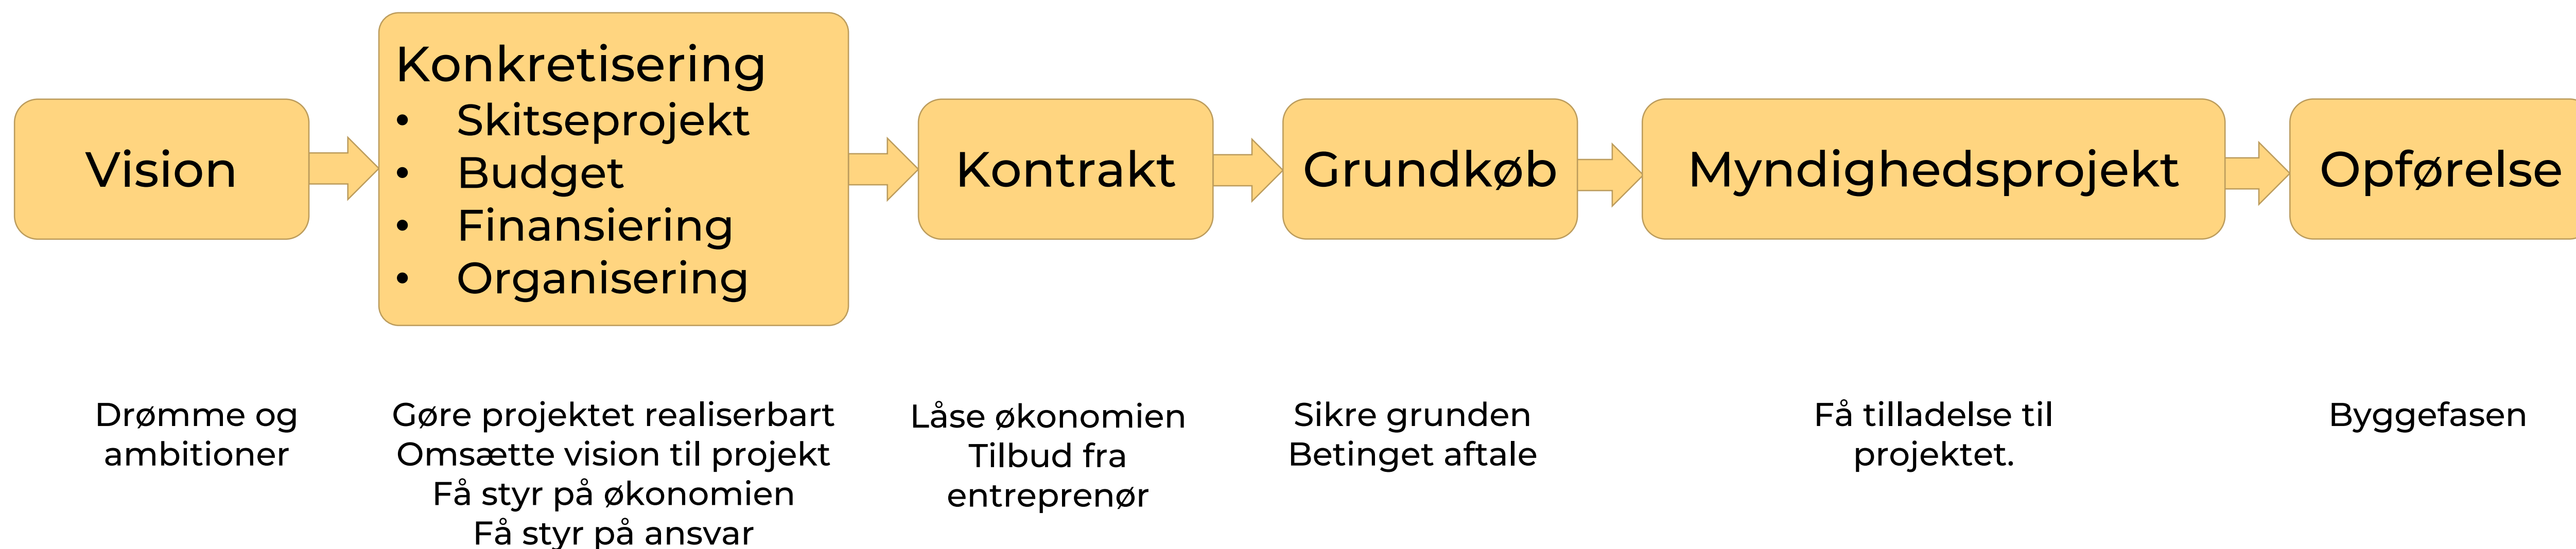 Vision
Konkretisering
• Skitseprojekt
• Budget
• Finansiering
• Organisering
Kontrakt
Grundkøb
Myndighedsprojekt
Opførelse
Drømme og
ambitioner
Gøre projektet realiserbart
Omsætte vision til projekt
Få styr på økonomien
Få styr på ansvar
Låse økonomien
Tilbud fra
entreprenør
Sikre grunden
Betinget aftale
Få tilladelse til
projektet.
Byggefasen